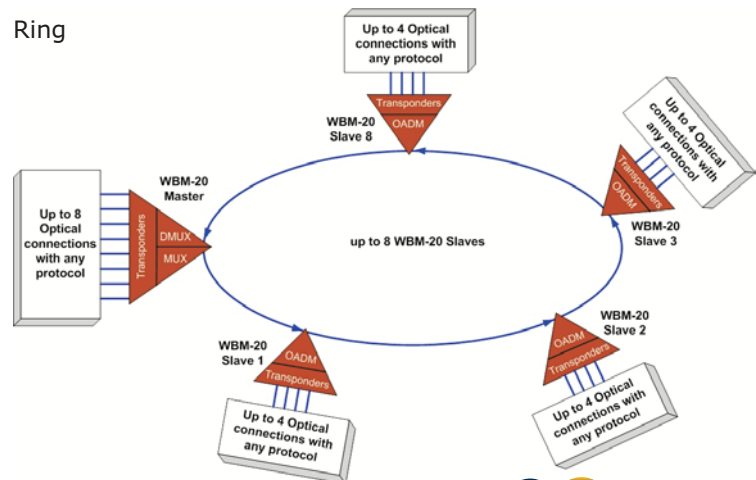 Ring
Up to 4 Optical
connections with
any protocol
Transponders
OADM
WBM-20
Slave 8
Up to 4 Optical
connections with
any protocol
Transponders
OADM
WBM-20
Slave 3
WBM-20
Master
Up to 8
Optical
connections
with any
protocol
Transponders
DMUX
MUX
up to 8 WBM-20 Slaves
WBM-20
Slave 1
OADM
Transponders
Up to 4 Optical
connections with
any protocol
WBM-20
Slave 2
OADM
Transponders
Up to 4 Optical
connections with
any protocol